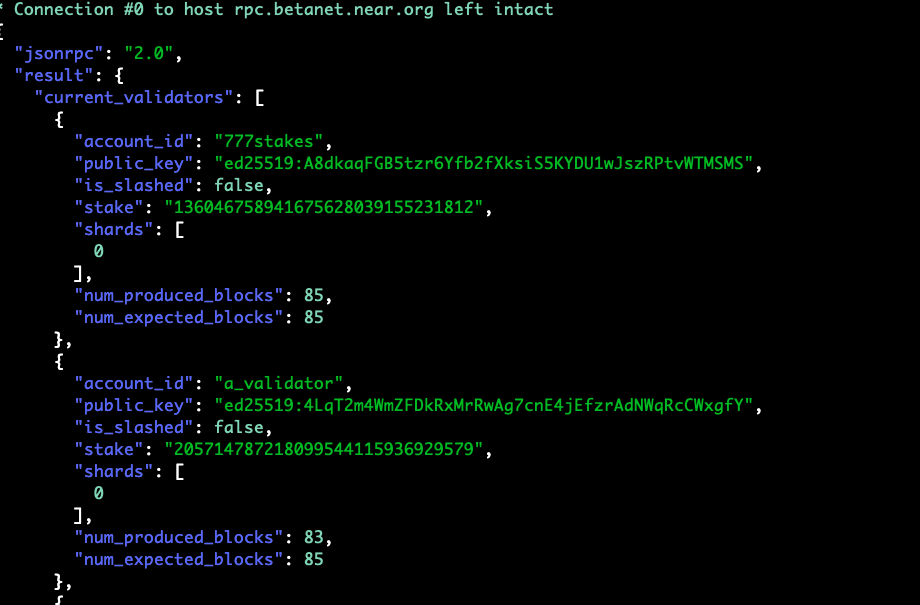 * Connection #0 to host rpc.betanet.near.org left intact
{
  "jsonrpc": "2.0",
  "result": {
    "current_validators": [
      {
        "account_id": "777stakes",
        "public_key": "ed25519:A8dkaqFGB5tzr6Yfb2fXksiS5KYDU1wJszRPtvWTMSMS",
        "is_slashed": false,
        "stake": "1360467589416756280391552​31812",
        "shards": [
          0
        ],
        "num_produced_blocks": 85,
        "num_expected_blocks": 85
      },
      {
        "account_id": "a_validator",
        "public_key": "ed25519:4LqT2m4WmZFDkRxMrRwAg7cnE4jEfzrAdNWqRcCWxgfY",
        "is_slashed": false,
        "stake": "2057147872180995441159369295​79",
        "shards": [
          0
        ],
        "num_produced_blocks": 83,
        "num_expected_blocks": 85
      },
      {